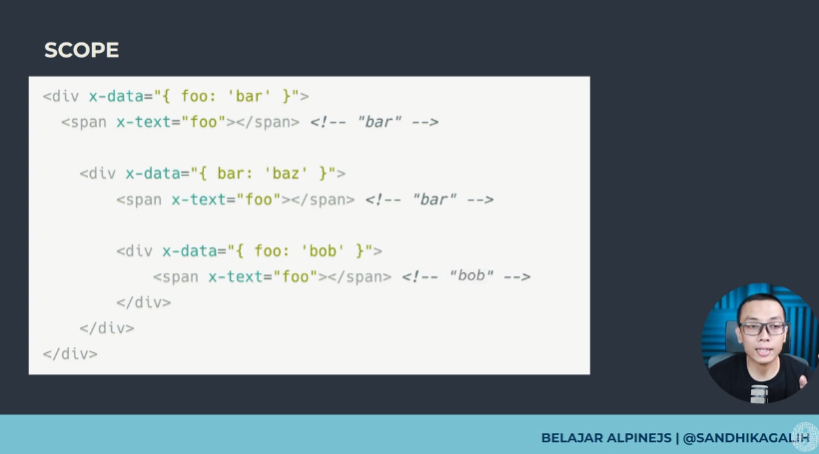 SCOPE
<div x-data="{ foo: 'bar' }">
<span x-text="foo"></span> <!-- "bar" -->
<div x-data="{ bar: 'baz' }">
<span x-text="foo"></span> <!-- "bar" -->
<div x-data="{ foo: 'bob' }">
<span x-text="foo"></span> <!-- "bob" -->
</div>
</div>
</div>
BELAJAR ALPINEJS | @SANDHIKAGALIH